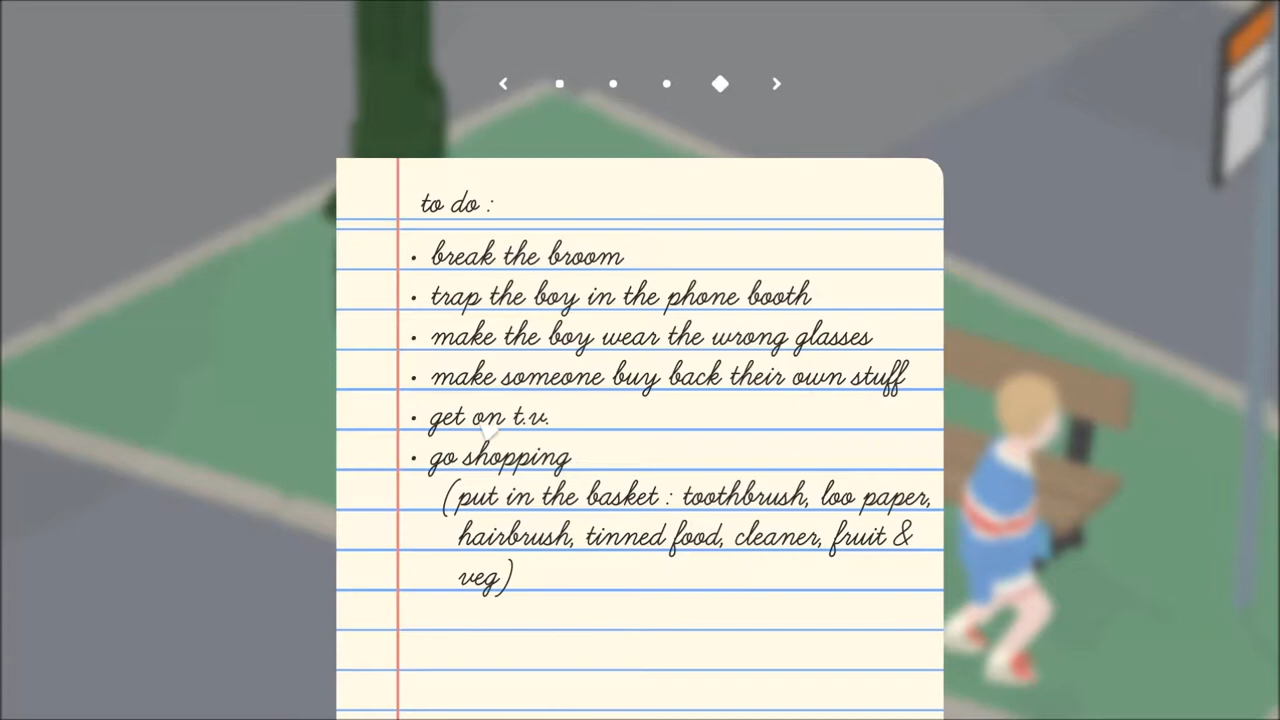 to do :
• break the broom
• trap the boy in the phone booth
• make the boy wear the wrong glasses
• make someone buy back their own stuff
• get on t.v.
• go shopping
(put in the basket : toothbrush, loo paper,
hairbrush, tinned food, cleaner, fruit &
veg)